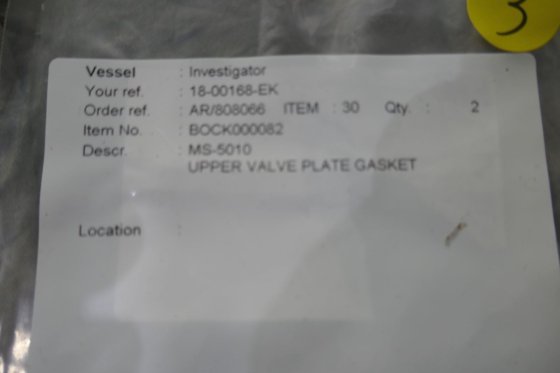 3
Vessel : Investigator
Your ref. : 18-00168-EK
Order ref. : AR/808066 ITEM : 30 Qty. : 2
Item No. : BOCK000082
Descr. : MS-5010
UPPER VALVE PLATE GASKET
Location :